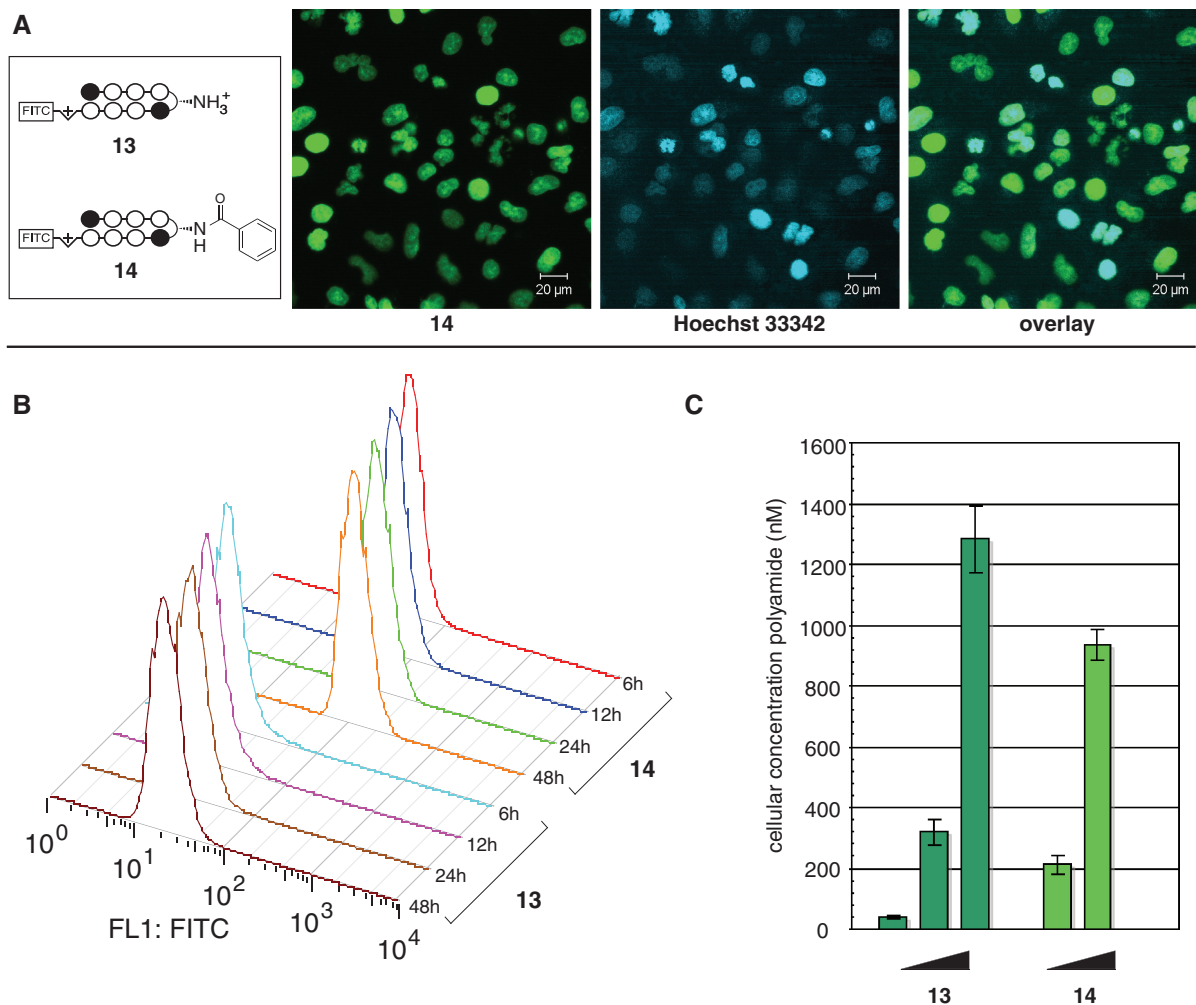 A
FITC
+
NH3+
13
FITC
+
N
H
O
14
20 μm
20 μm
20 μm
14
Hoechst 33342
overlay
B
6h
12h
24h
48h
14
6h
12h
24h
48h
13
10^0
10^1
10^2
10^3
10^4
FL1: FITC
C
cellular concentration polyamide (nM)
1600
1400
1200
1000
800
600
400
200
0
13
14